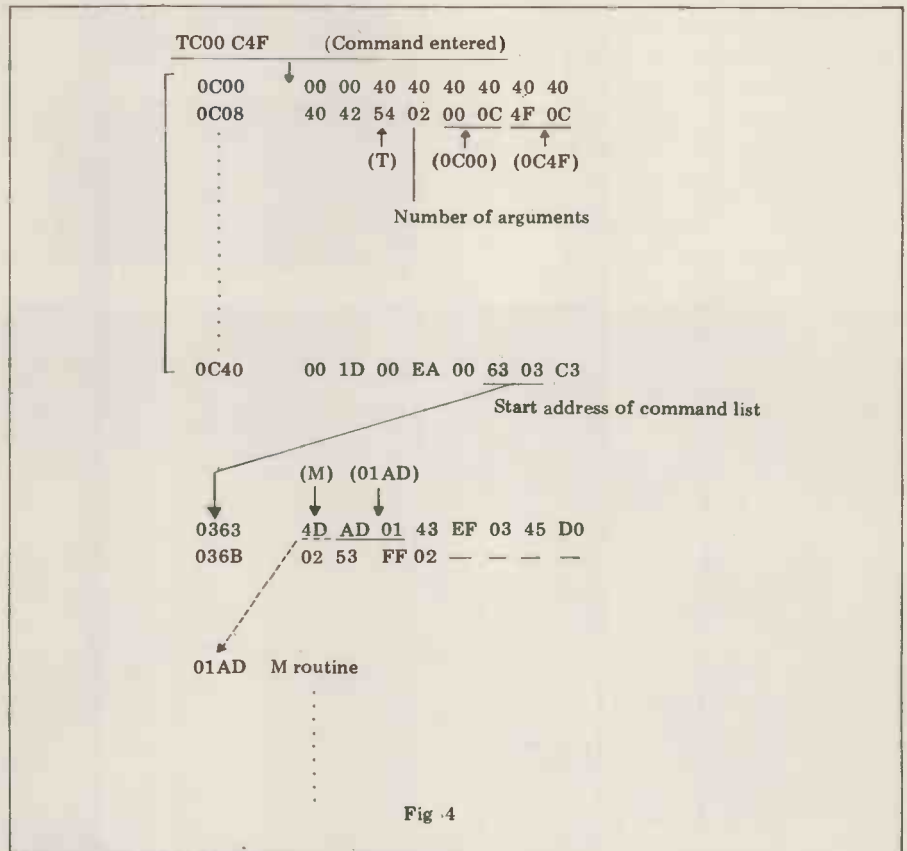 TC00 C4F (Command entered)
0C00 00 00 40 40 40 40 40 40
0C08 40 42 54 02 00 0C 4F 0C
(T) (0C00) (0C4F)
Number of arguments
0C40 00 1D 00 EA 00 63 03 C3
Start address of command list
(M) (01AD)
0363 4D AD 01 43 EF 03 45 D0
036B 02 53 FF 02 — — — —
01AD M routine
Fig 4